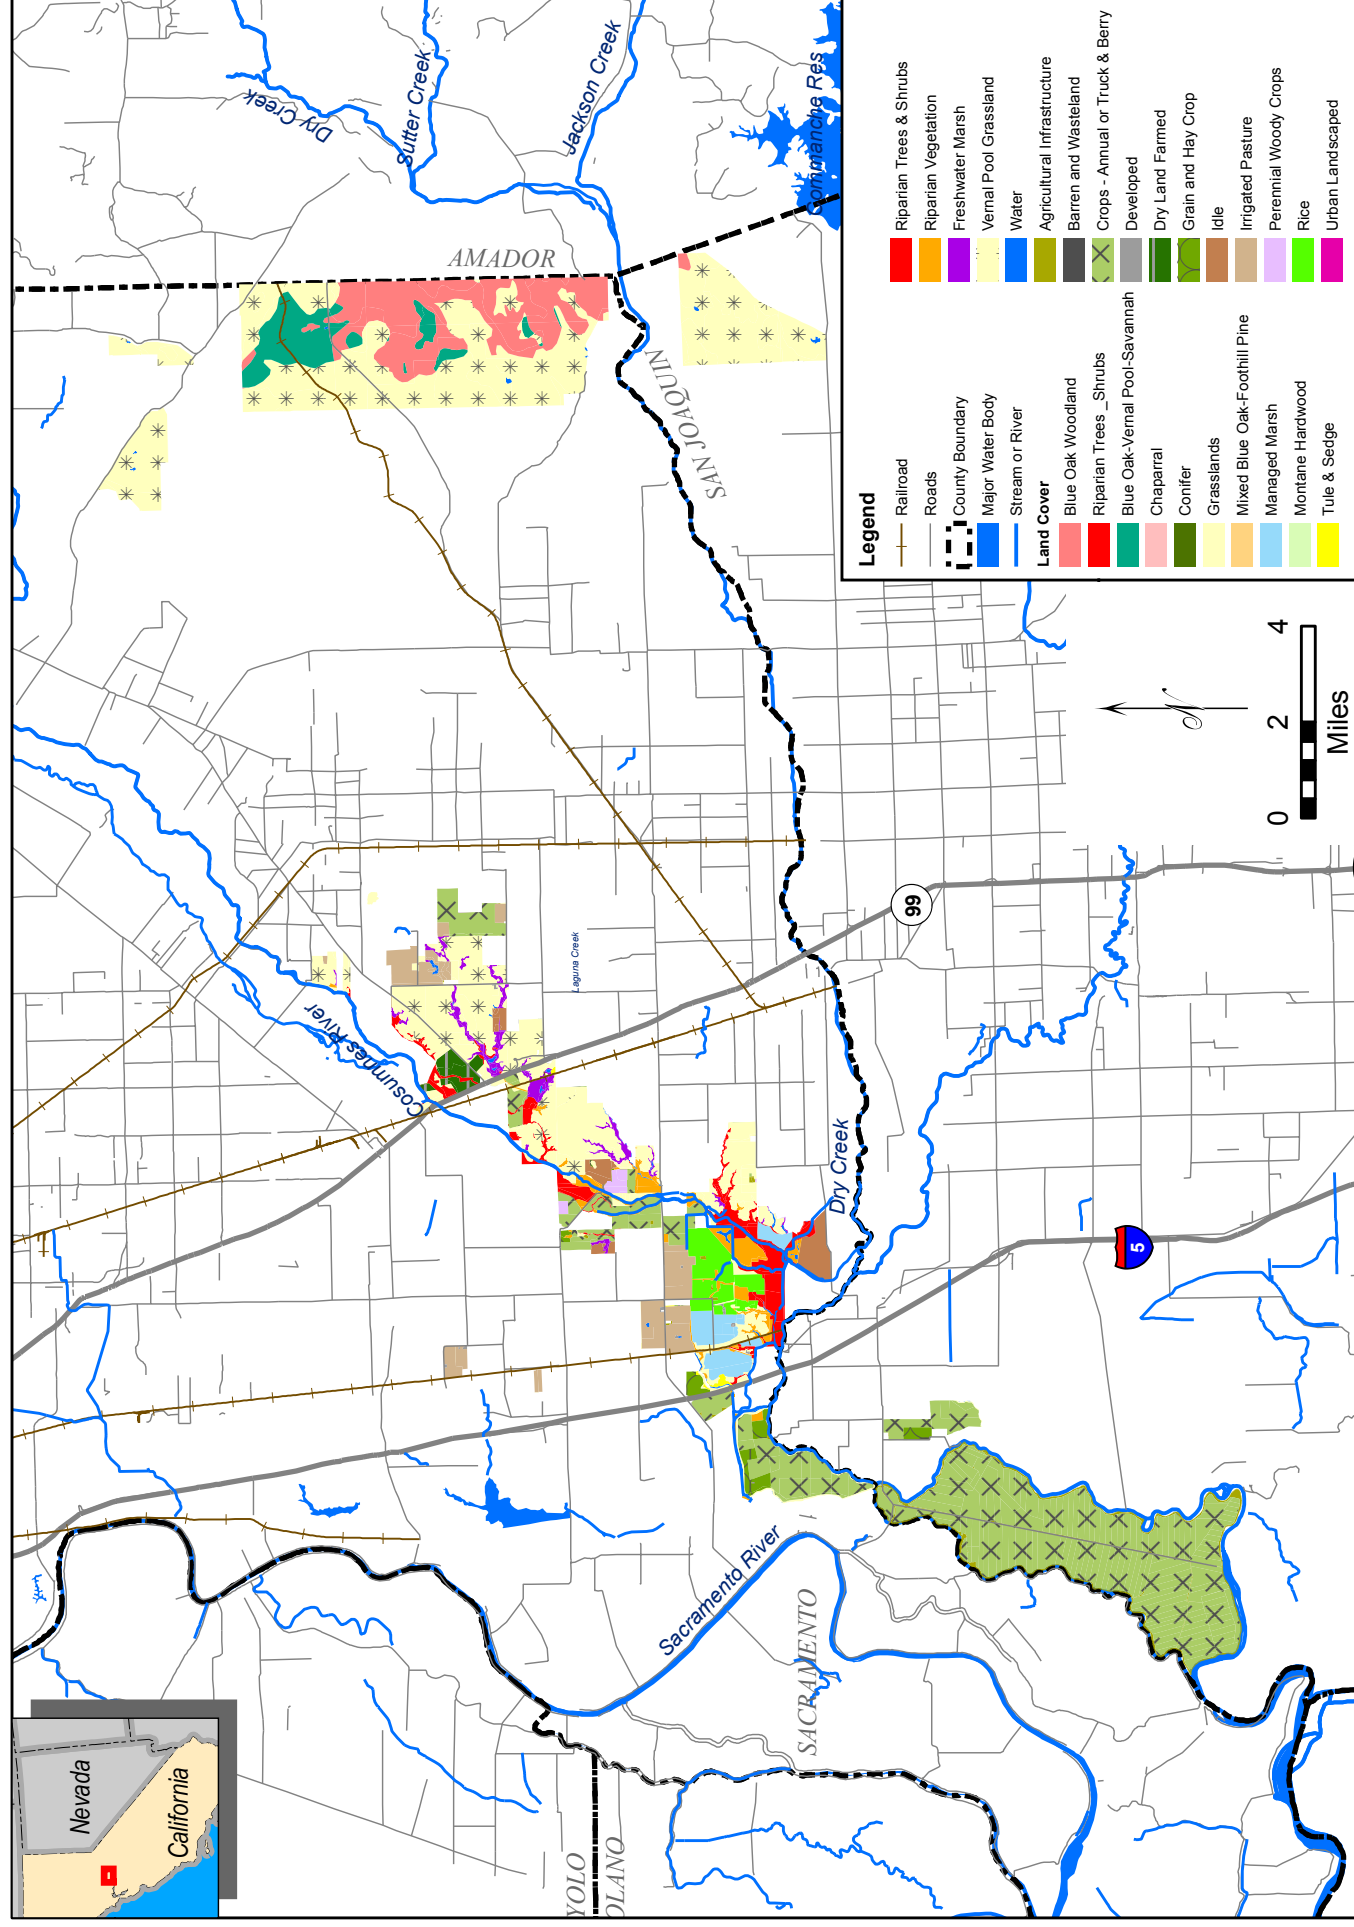 Nevada
California
Dry Creek
Sutter Creek
Jackson Creek
Commanche Res
AMADOR
SAN JOAQUIN
Cosumnes River
Laguna Creek
99
Dry Creek
5
Sacramento River
SACRAMENTO
YOLO
OLANO
N
0 2 4
Miles
Legend
Railroad
Roads
County Boundary
Major Water Body
Stream or River
Land Cover
Blue Oak Woodland
Riparian Trees_Shrubs
Blue Oak-Vernal Pool-Savannah
Chaparral
Conifer
Grasslands
Mixed Blue Oak-Foothill Pine
Managed Marsh
Montane Hardwood
Tule & Sedge
Riparian Trees & Shrubs
Riparian Vegetation
Freshwater Marsh
Vernal Pool Grassland
Water
Agricultural Infrastructure
Barren and Wasteland
Crops - Annual or Truck & Berry
Developed
Dry Land Farmed
Grain and Hay Crop
Idle
Irrigated Pasture
Perennial Woody Crops
Rice
Urban Landscaped